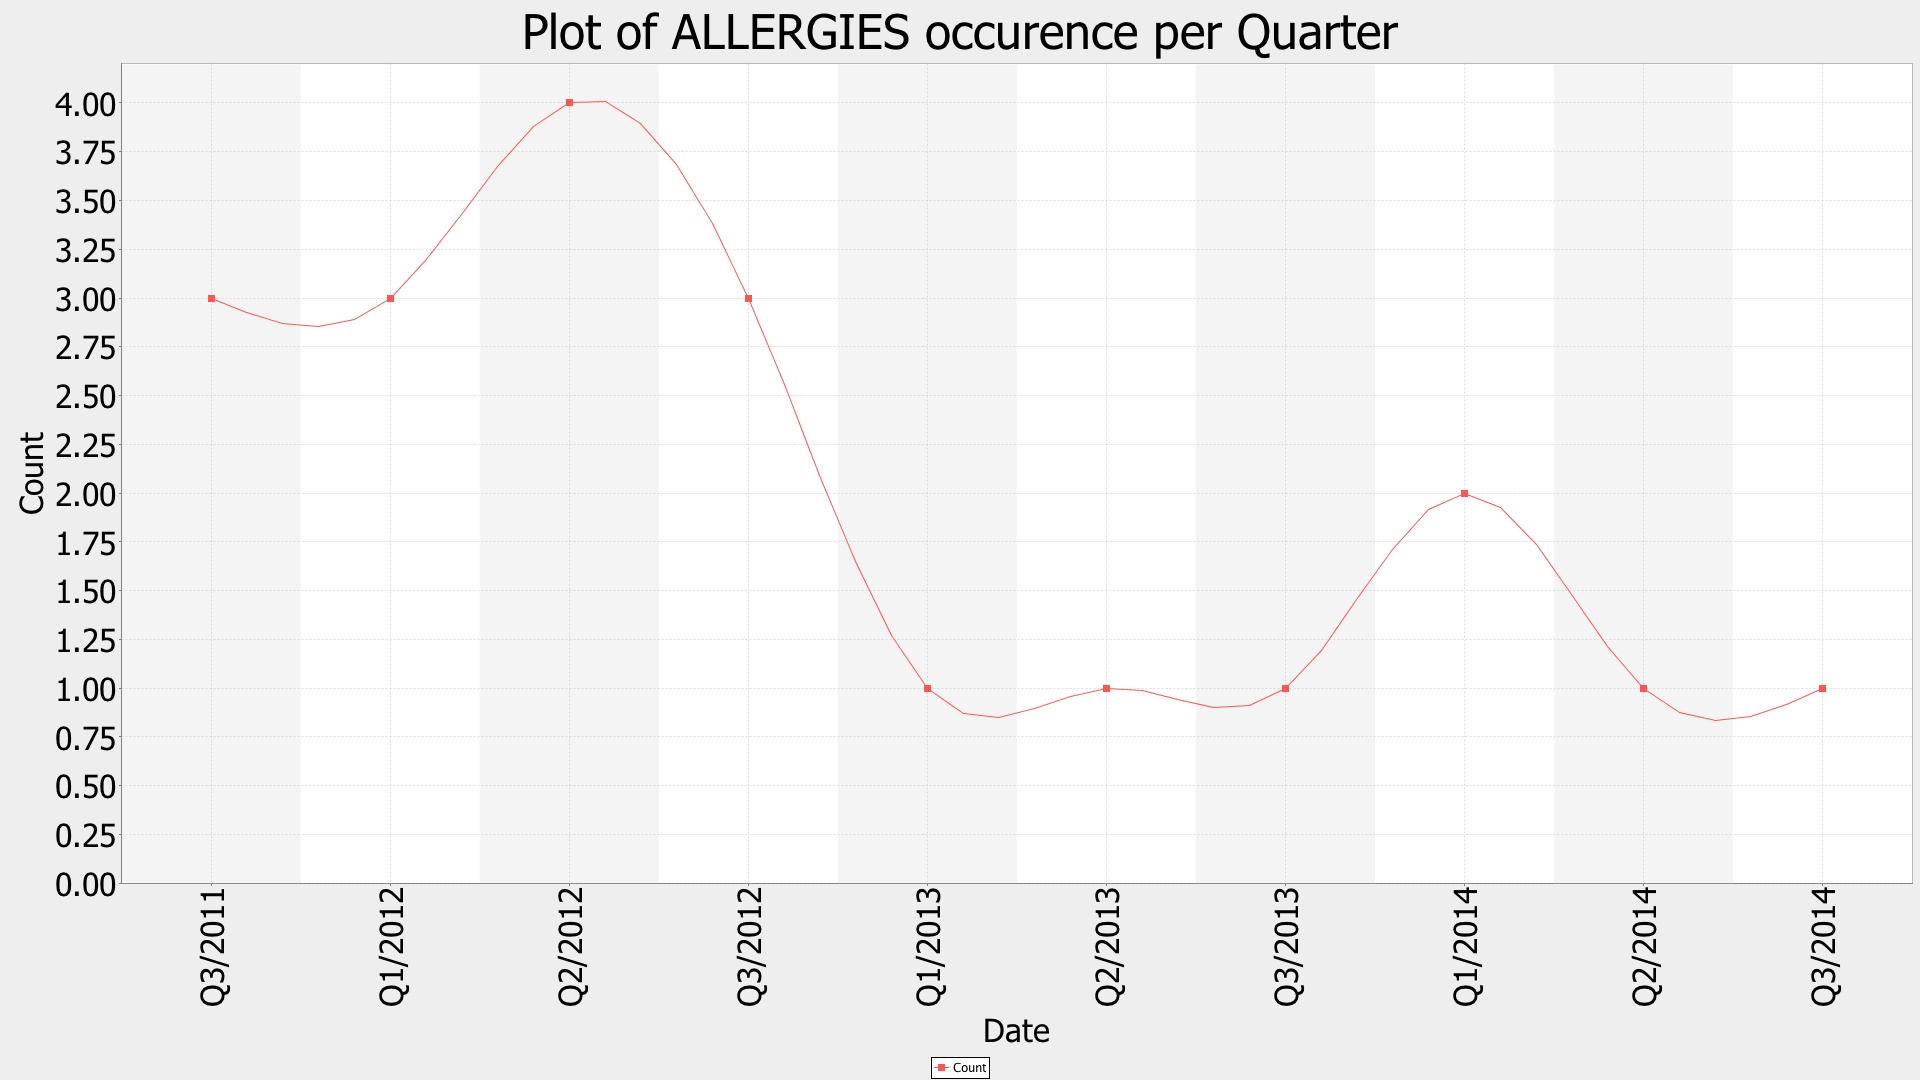 Plot of ALLERGIES occurence per Quarter
4.00
3.75
3.50
3.25
3.00
2.75
2.50
2.25
2.00
1.75
1.50
1.25
1.00
0.75
0.50
0.25
0.00
Count
Q3/2011
Q1/2012
Q2/2012
Q3/2012
Q1/2013
Q2/2013
Q3/2013
Q1/2014
Q2/2014
Q3/2014
Date
Count